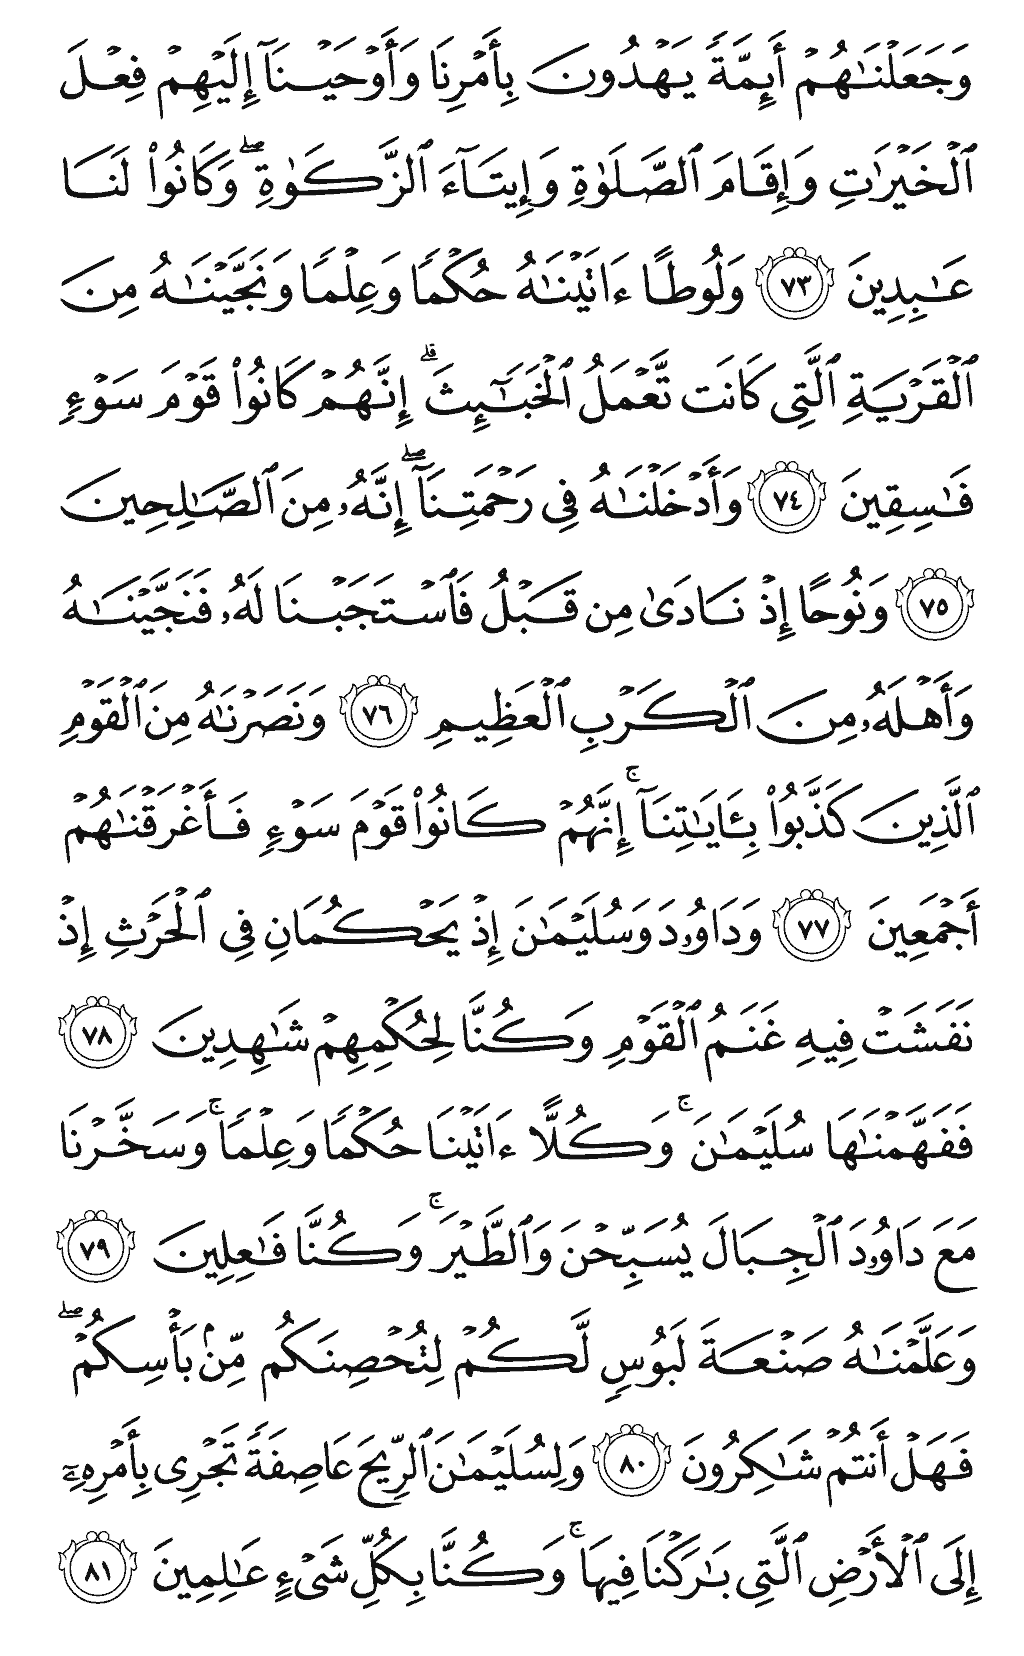 وَجَعَلْنَٰهُمْ أَئِمَّةً يَهْدُونَ بِأَمْرِنَا وَأَوْحَيْنَآ إِلَيْهِمْ فِعْلَ
ٱلْخَيْرَٰتِ وَإِقَامَ ٱلصَّلَوٰةِ وَإِيتَآءَ ٱلزَّكَوٰةِ ۖ وَكَانُوا۟ لَنَا
عَٰبِدِينَ ٧٣ وَلُوطًا ءَاتَيْنَٰهُ حُكْمًا وَعِلْمًا وَنَجَّيْنَٰهُ مِنَ
ٱلْقَرْيَةِ ٱلَّتِى كَانَت تَّعْمَلُ ٱلْخَبَٰٓئِثَ ۗ إِنَّهُمْ كَانُوا۟ قَوْمَ سَوْءٍ
فَٰسِقِينَ ٧٤ وَأَدْخَلْنَٰهُ فِى رَحْمَتِنَآ ۖ إِنَّهُۥ مِنَ ٱلصَّٰلِحِينَ
٧٥ وَنُوحًا إِذْ نَادَىٰ مِن قَبْلُ فَٱسْتَجَبْنَا لَهُۥ فَنَجَّيْنَٰهُ
وَأَهْلَهُۥ مِنَ ٱلْكَرْبِ ٱلْعَظِيمِ ٧٦ وَنَصَرْنَٰهُ مِنَ ٱلْقَوْمِ
ٱلَّذِينَ كَذَّبُوا۟ بِـَٔايَٰتِنَآ ۚ إِنَّهُمْ كَانُوا۟ قَوْمَ سَوْءٍ فَأَغْرَقْنَٰهُمْ
أَجْمَعِينَ ٧٧ وَدَاوُۥدَ وَسُلَيْمَٰنَ إِذْ يَحْكُمَانِ فِى ٱلْحَرْثِ إِذْ
نَفَشَتْ فِيهِ غَنَمُ ٱلْقَوْمِ وَكُنَّا لِحُكْمِهِمْ شَٰهِدِينَ ٧٨
فَفَهَّمْنَٰهَا سُلَيْمَٰنَ ۚ وَكُلًّا ءَاتَيْنَا حُكْمًا وَعِلْمًا ۚ وَسَخَّرْنَا
مَعَ دَاوُۥدَ ٱلْجِبَالَ يُسَبِّحْنَ وَٱلطَّيْرَ ۚ وَكُنَّا فَٰعِلِينَ ٧٩
وَعَلَّمْنَٰهُ صَنْعَةَ لَبُوسٍ لَّكُمْ لِتُحْصِنَكُم مِّنۢ بَأْسِكُمْ ۖ
فَهَلْ أَنتُمْ شَٰكِرُونَ ٨٠ وَلِسُلَيْمَٰنَ ٱلرِّيحَ عَاصِفَةً تَجْرِى بِأَمْرِهِۦٓ
إِلَى ٱلْأَرْضِ ٱلَّتِى بَٰرَكْنَا فِيهَا ۚ وَكُنَّا بِكُلِّ شَىْءٍ عَٰلِمِينَ ٨١